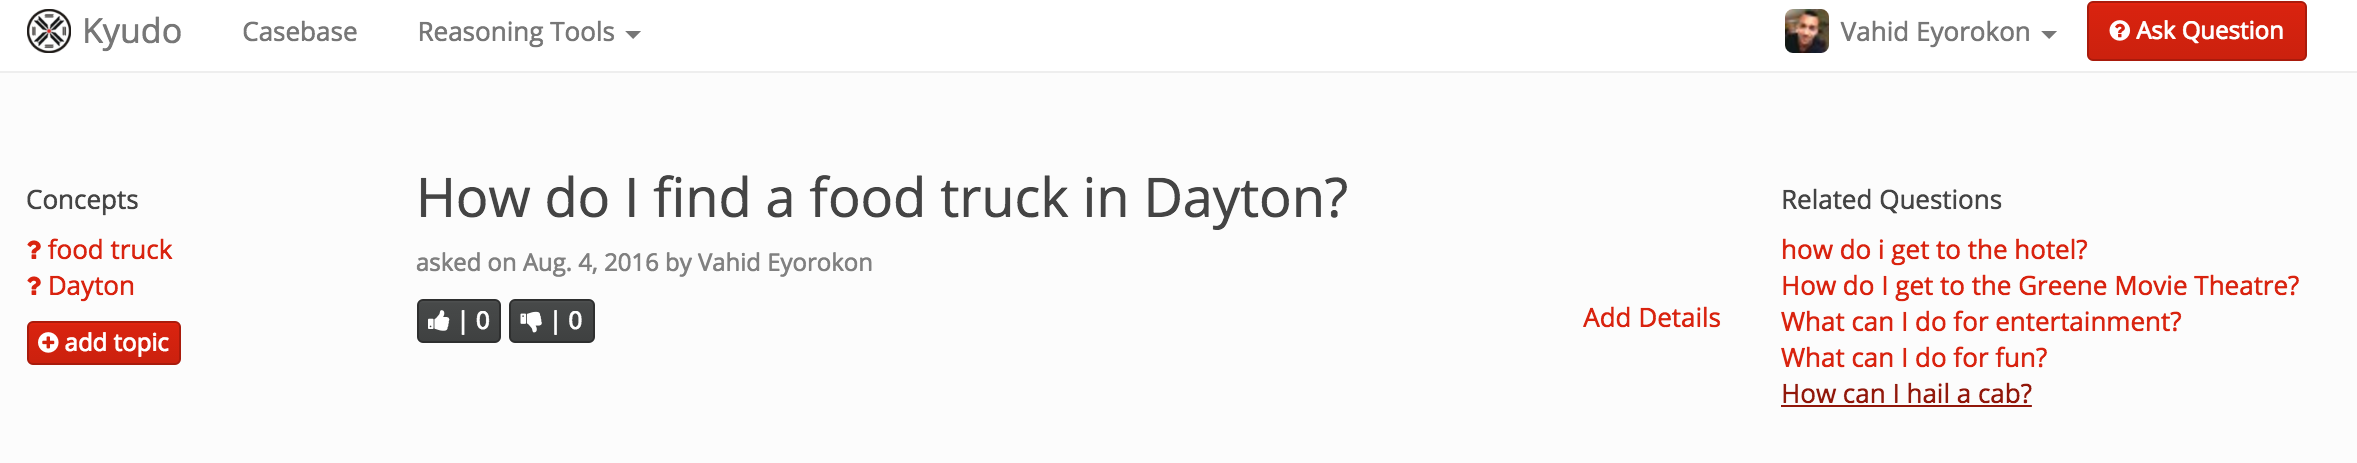 Kyudo Casebase Reasoning Tools Vahid Eyorokon Ask Question
Concepts
? food truck
? Dayton
add topic
How do I find a food truck in Dayton?
asked on Aug. 4, 2016 by Vahid Eyorokon
| 0 | 0
Add Details
Related Questions
how do i get to the hotel?
How do I get to the Greene Movie Theatre?
What can I do for entertainment?
What can I do for fun?
How can I hail a cab?